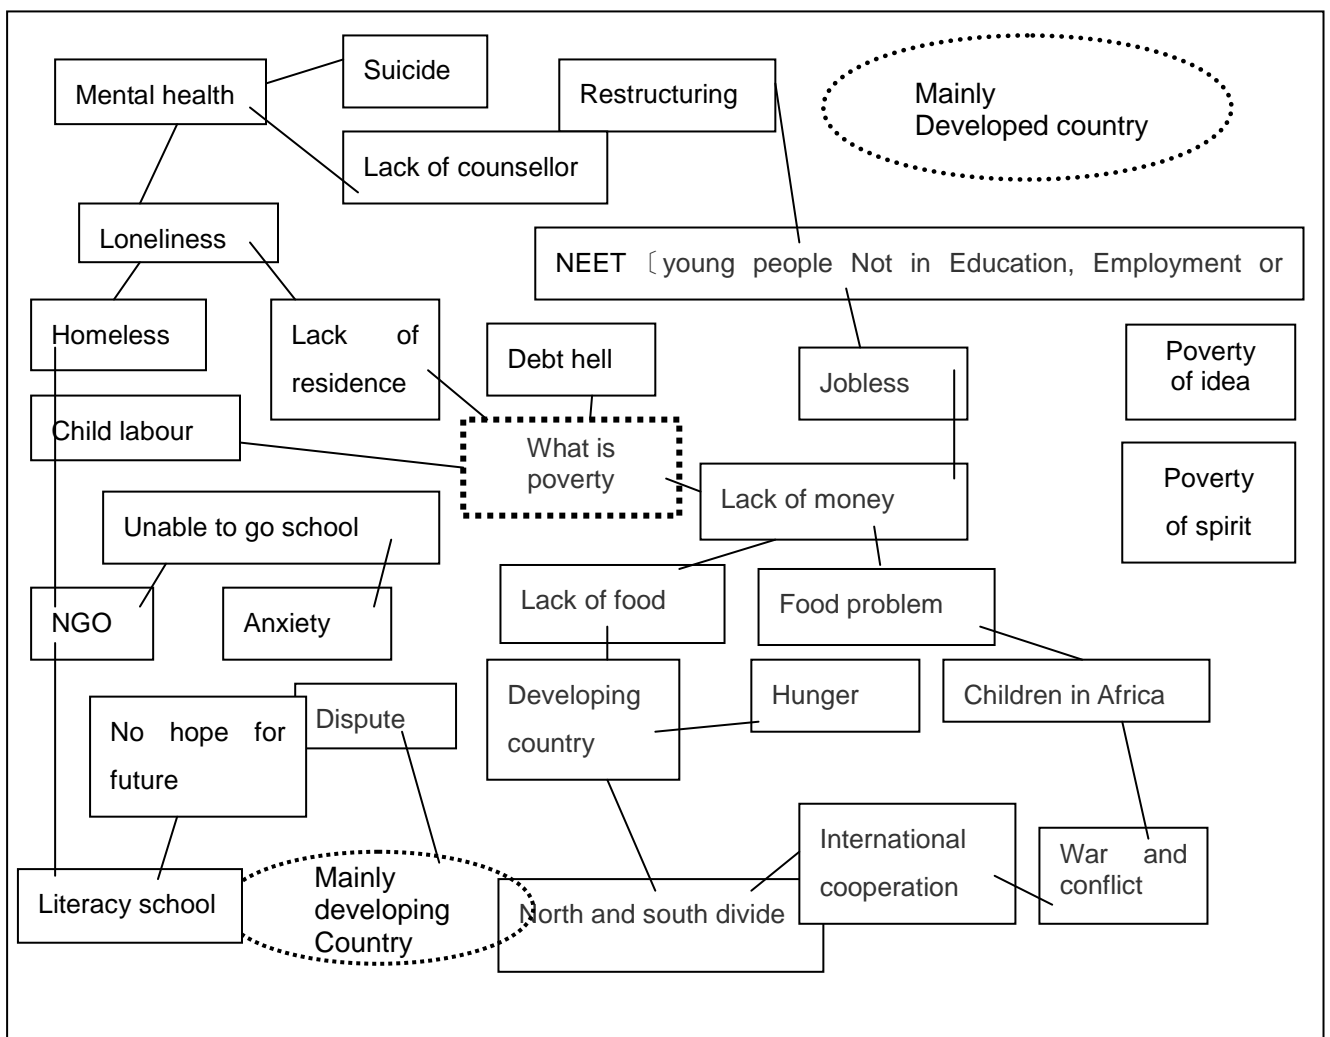 Suicide
Mental health
Restructuring
Mainly
Developed country
Lack of counsellor
Loneliness
NEET 〔young people Not in Education, Employment or
Homeless
Lack of
residence
Debt hell
Jobless
Poverty
of idea
Child labour
What is
poverty
Lack of money
Poverty
of spirit
Unable to go school
NGO
Anxiety
Lack of food
Food problem
Developing
country
Hunger
Children in Africa
No hope for
future
Dispute
International
cooperation
War and
conflict
Literacy school
Mainly
developing
Country
North and south divide